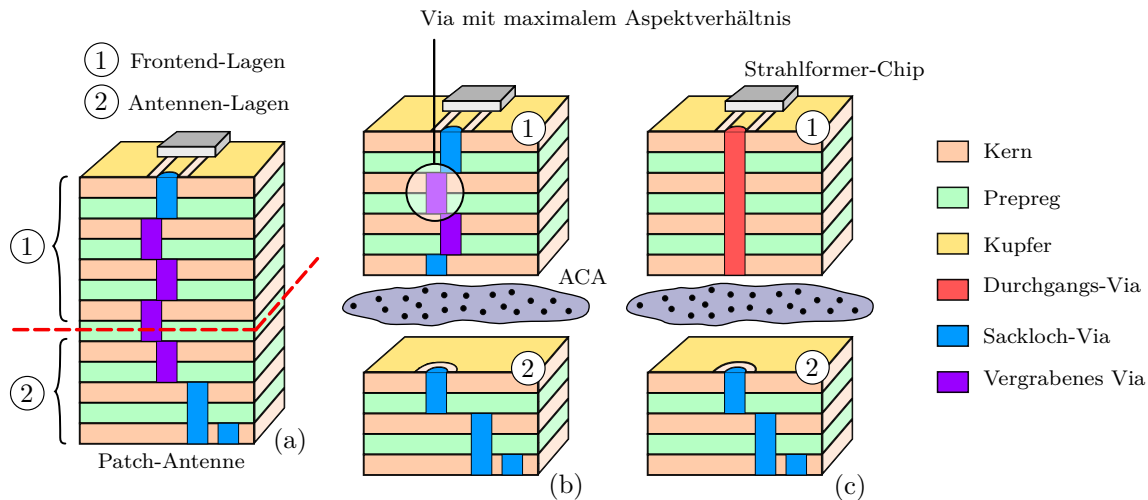 Via mit maximalem Aspektverhältnis
1 Frontend-Lagen
2 Antennen-Lagen
Strahlformer-Chip
1
1
1
2
ACA
2
2
Patch-Antenne
(a)
(b)
(c)
Kern
Prepreg
Kupfer
Durchgangs-Via
Sackloch-Via
Vergrabenes Via